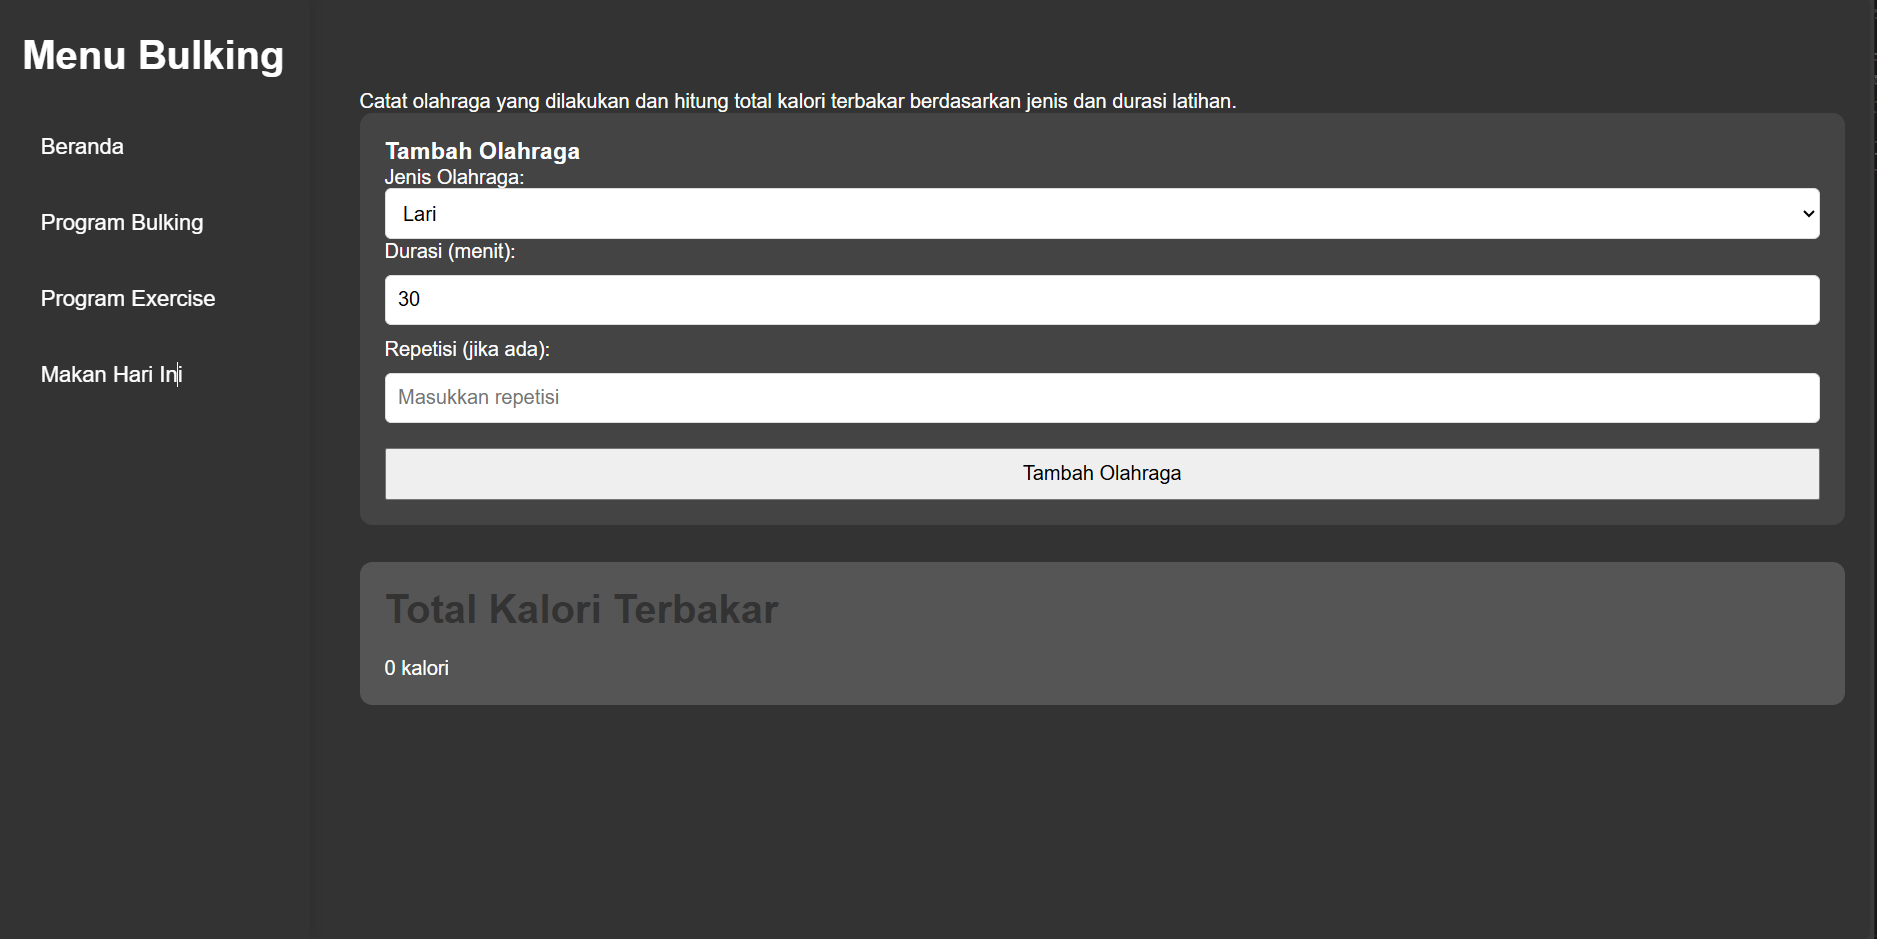 Menu Bulking
Beranda
Program Bulking
Program Exercise
Makan Hari Ini
Catat olahraga yang dilakukan dan hitung total kalori terbakar berdasarkan jenis dan durasi latihan.
Tambah Olahraga
Jenis Olahraga:
Lari
Durasi (menit):
30
Repetisi (jika ada):
Masukkan repetisi
Tambah Olahraga
Total Kalori Terbakar
0 kalori